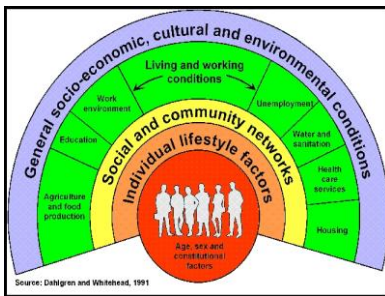 General socio-economic, cultural and environmental conditions
Living and working
conditions
Work
environment
Unemployment
Education
Water and
sanitation
Social and community networks
Health
care
services
Individual lifestyle factors
Agriculture
and food
production
Housing
Age, sex and
constitutional
factors
Source: Dahlgren and Whitehead, 1991